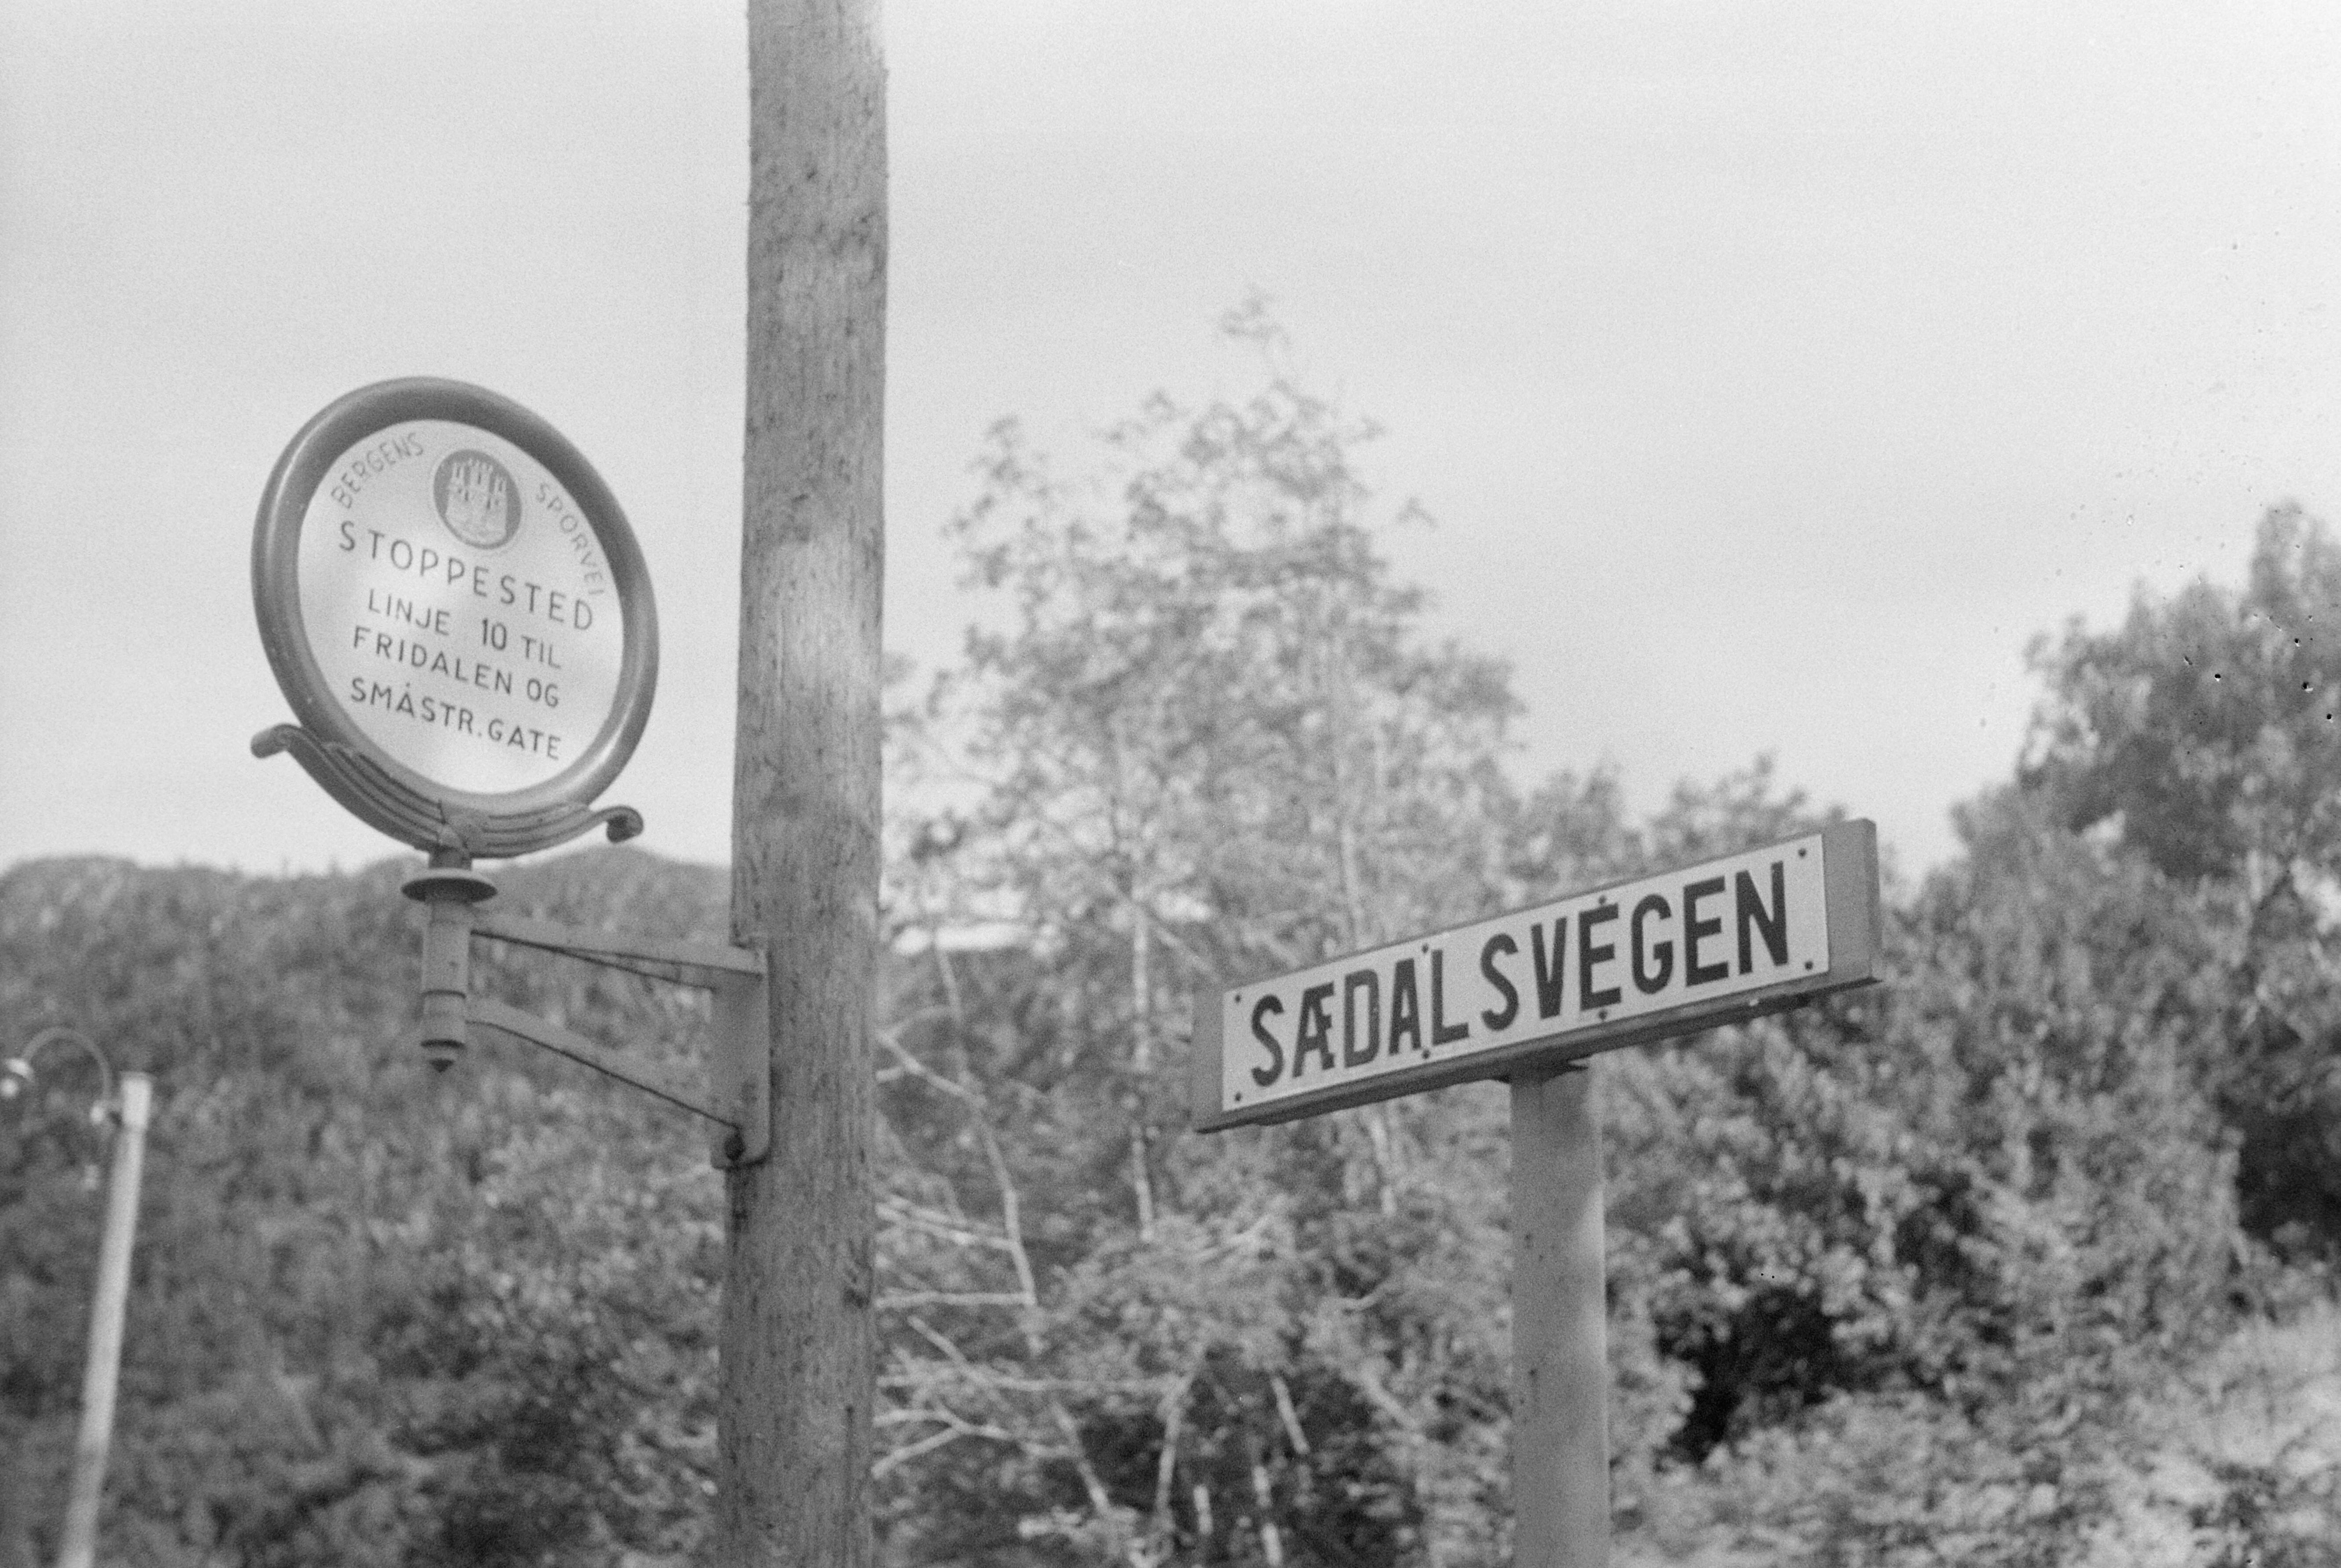 BERGENS SPORVEI
STOPPESTED
LINJE 10 TIL
FRIDALEN OG
SMÅSTR.GATE
SÆDALSVEGEN